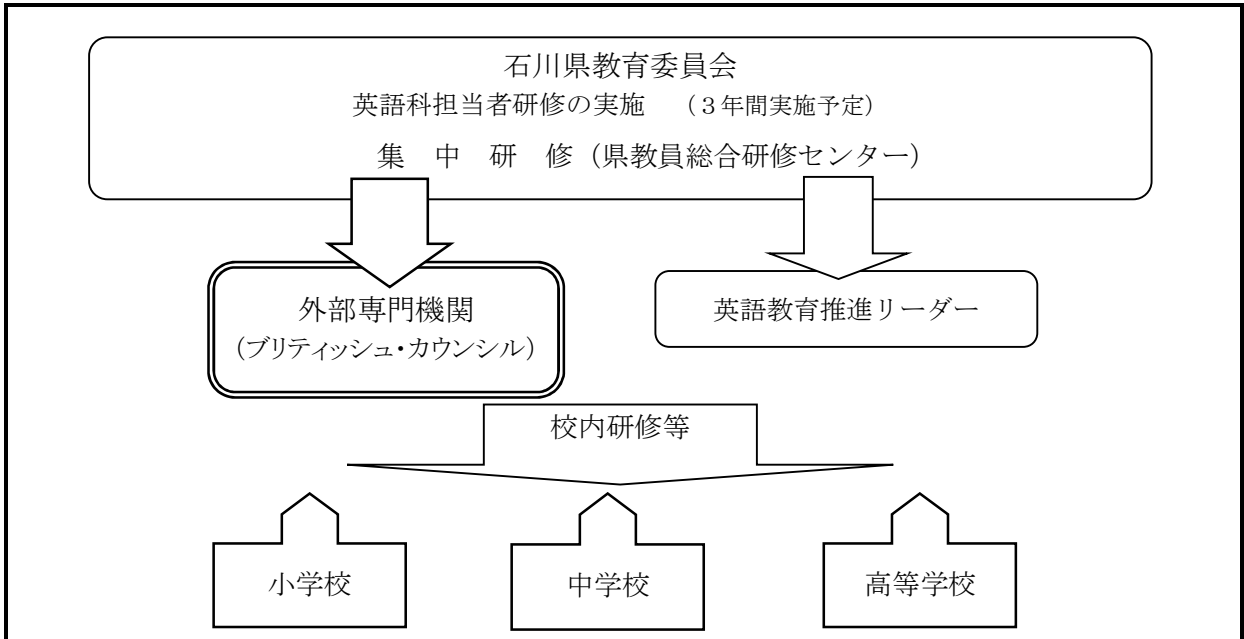 石川県教育委員会
英語科担当者研修の実施　（３年間実施予定）
集　中　研　修（県教員総合研修センター）
外部専門機関
（ブリティッシュ・カウンシル）
英語教育推進リーダー
校内研修等
小学校
中学校
高等学校